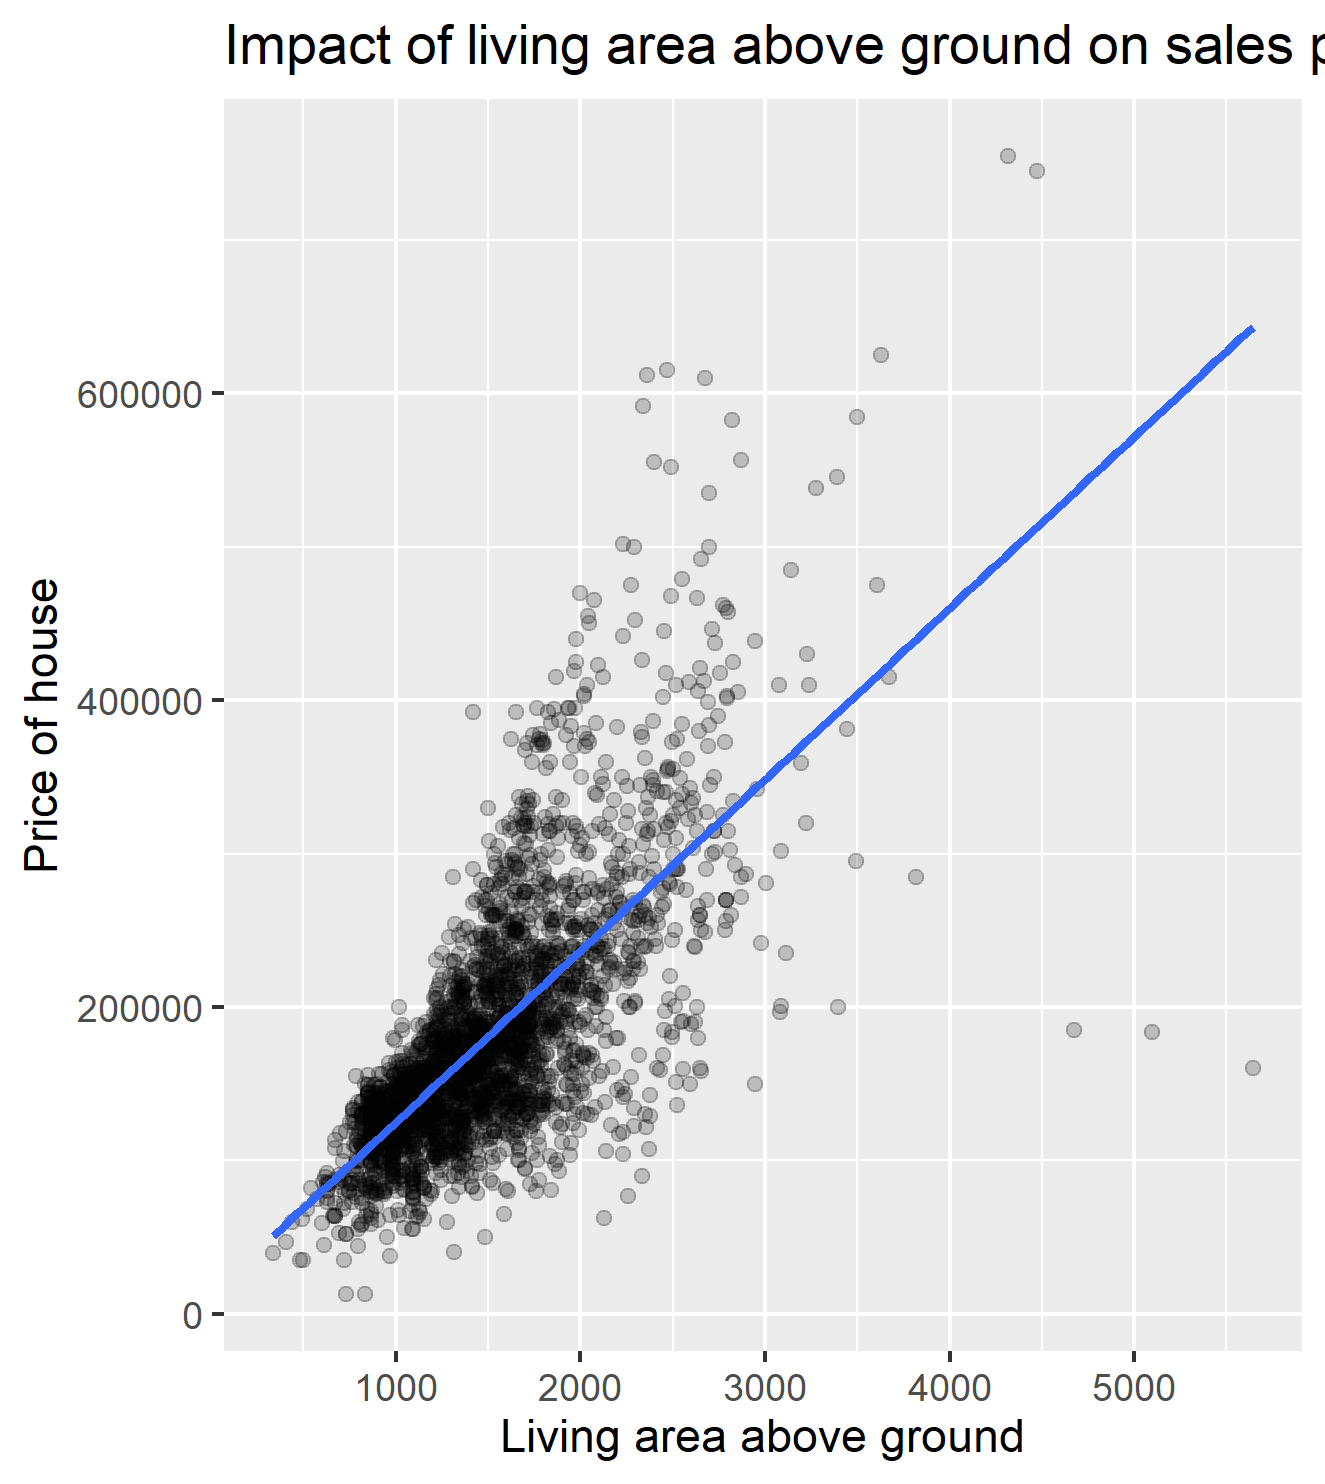 Impact of living area above ground on sales p
Price of house
600000
400000
200000
0
1000 2000 3000 4000 5000
Living area above ground